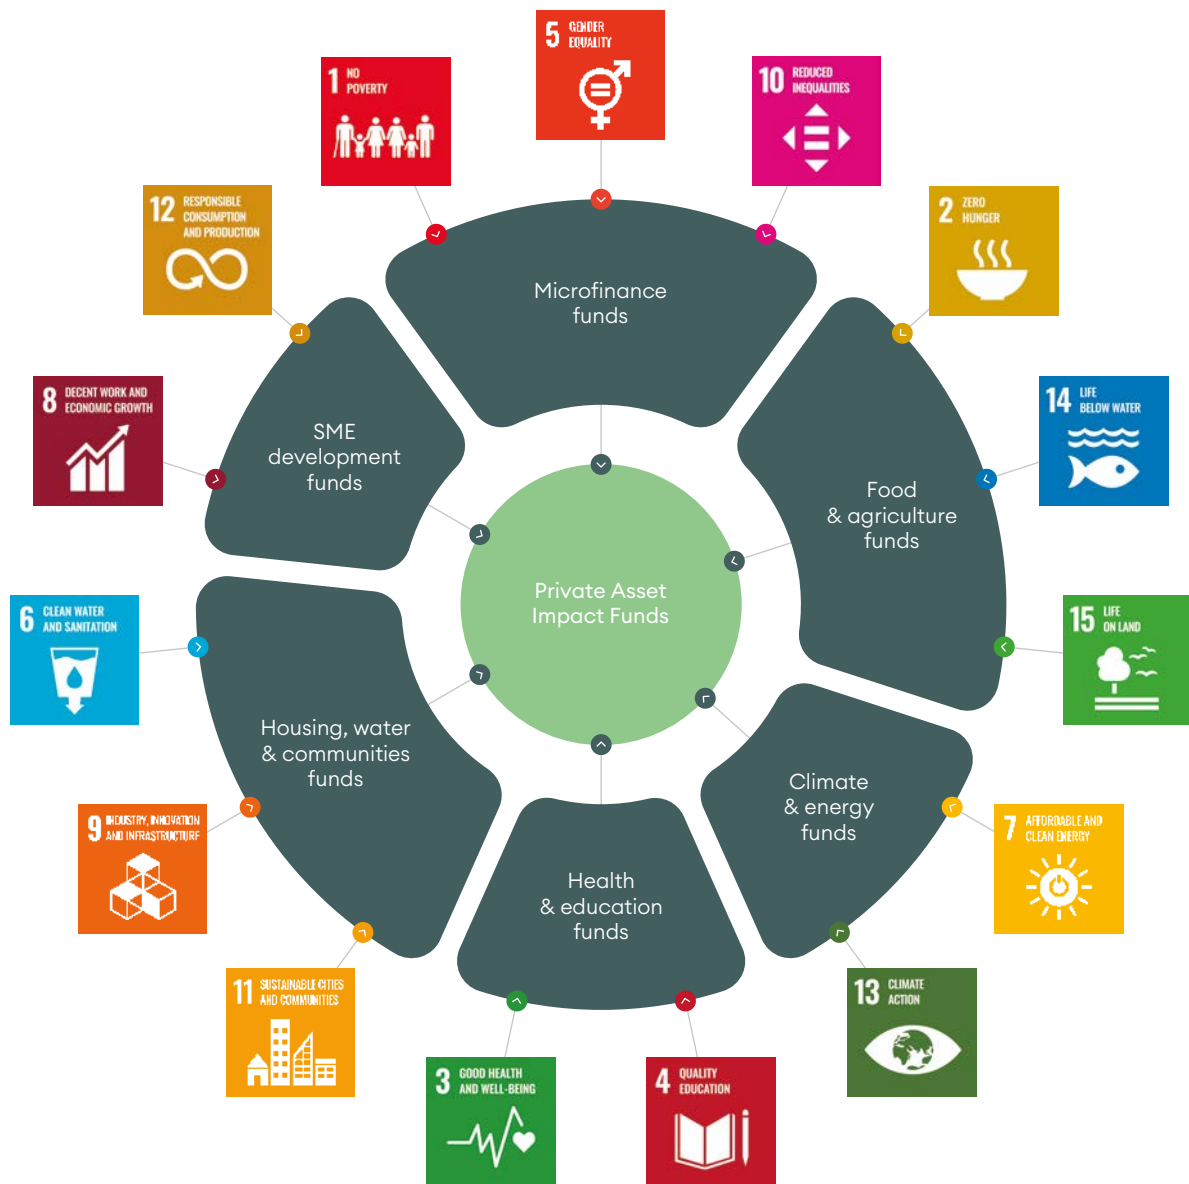 5 GENDER
EQUALITY
1 NO
POVERTY
10 REDUCED
INEQUALITIES
12 RESPONSIBLE
CONSUMPTION
AND PRODUCTION
2 ZERO
HUNGER
Microfinance
funds
8 DECENT WORK AND
ECONOMIC GROWTH
14 LIFE
BELOW WATER
SME
development
funds
Food
& agriculture
funds
Private Asset
Impact Funds
6 CLEAN WATER
AND SANITATION
15 LIFE
ON LAND
Housing, water
& communities
funds
Climate
& energy
funds
9 INDUSTRY, INNOVATION
AND INFRASTRUCTURE
7 AFFORDABLE AND
CLEAN ENERGY
Health
& education
funds
11 SUSTAINABLE CITIES
AND COMMUNITIES
13 CLIMATE
ACTION
3 GOOD HEALTH
AND WELL-BEING
4 QUALITY
EDUCATION